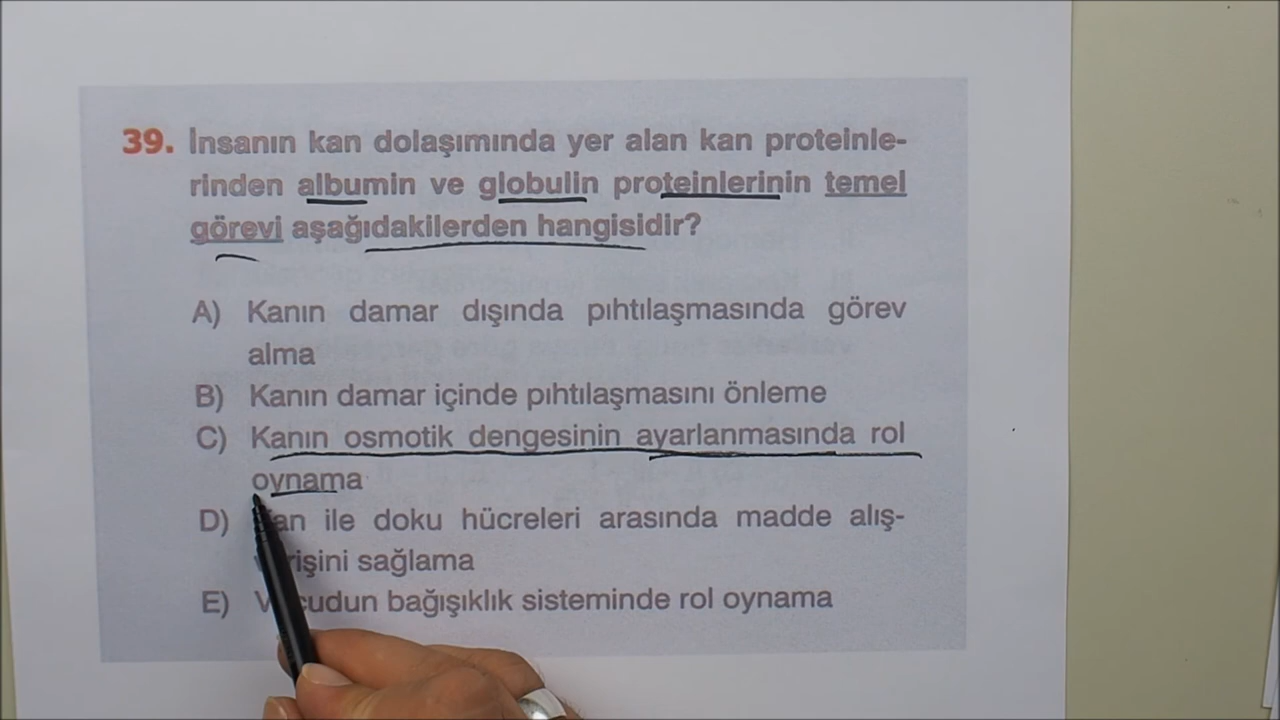 39. İnsanın kan dolaşımında yer alan kan proteinle-
rinden albumin ve globulin proteinlerinin temel
görevi aşağıdakilerden hangisidir?
A) Kanın damar dışında pıhtılaşmasında görev
alma
B) Kanın damar içinde pıhtılaşmasını önleme
C) Kanın osmotik dengesinin ayarlanmasında rol
oynama
D) ile doku hücreleri arasında madde alış-
sağlama
E) bağışıklık sisteminde rol oynama